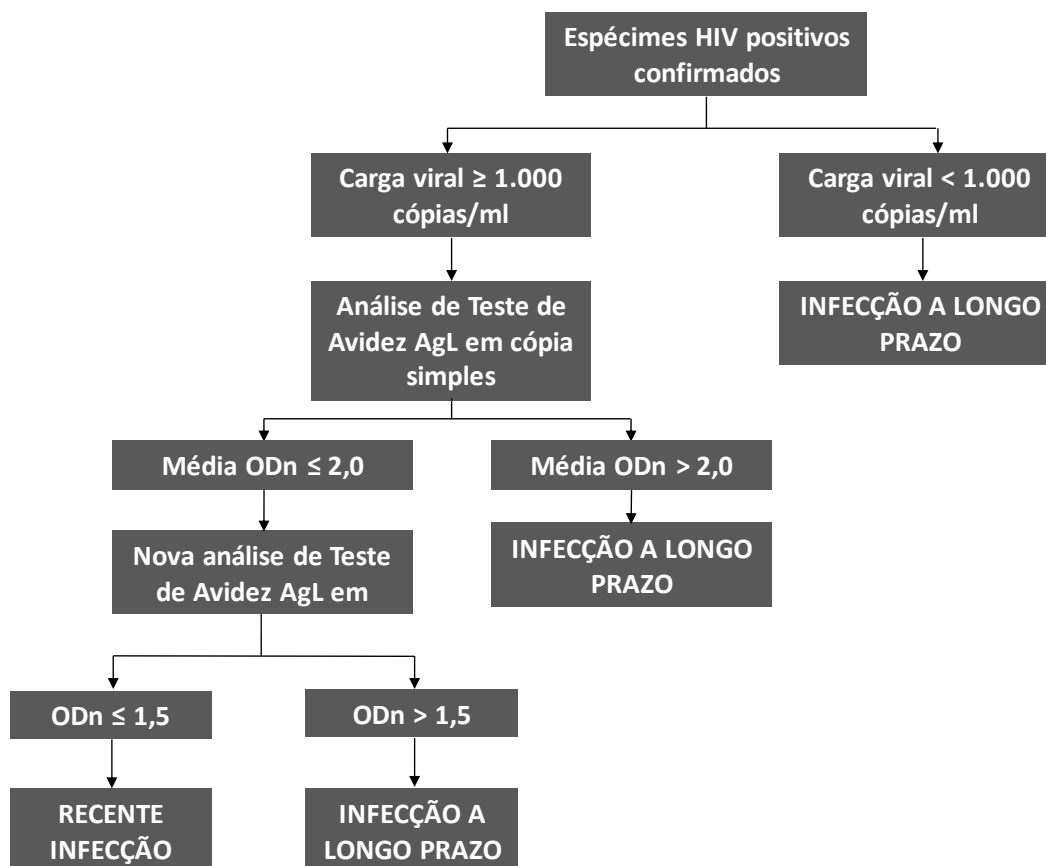 Espécimes HIV positivos
confirmados
Carga viral ≥ 1.000
cópias/ml
Carga viral < 1.000
cópias/ml
Análise de Teste de
Avidez AgL em cópia
simples
INFECÇÃO A LONGO
PRAZO
Média ODn ≤ 2,0
Média ODn > 2,0
Nova análise de Teste
de Avidez AgL em
INFECÇÃO A LONGO
PRAZO
ODn ≤ 1,5
ODn > 1,5
RECENTE
INFECÇÃO
INFECÇÃO A
LONGO PRAZO